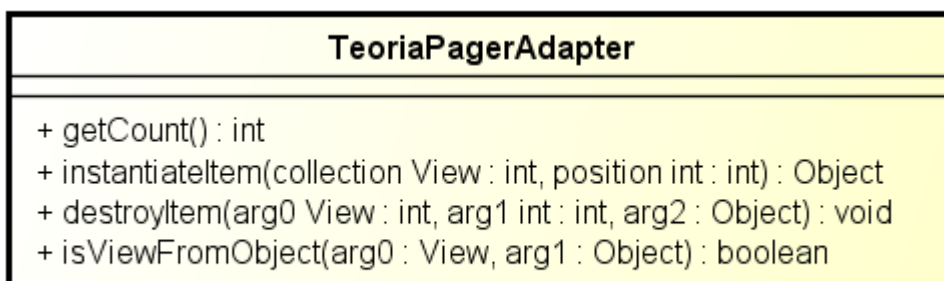 TeoriaPagerAdapter
+ getCount() : int
+ instantiateItem(collection View : int, position int : int) : Object
+ destroyItem(arg0 View : int, arg1 int : int, arg2 : Object) : void
+ isViewFromObject(arg0 : View, arg1 : Object) : boolean